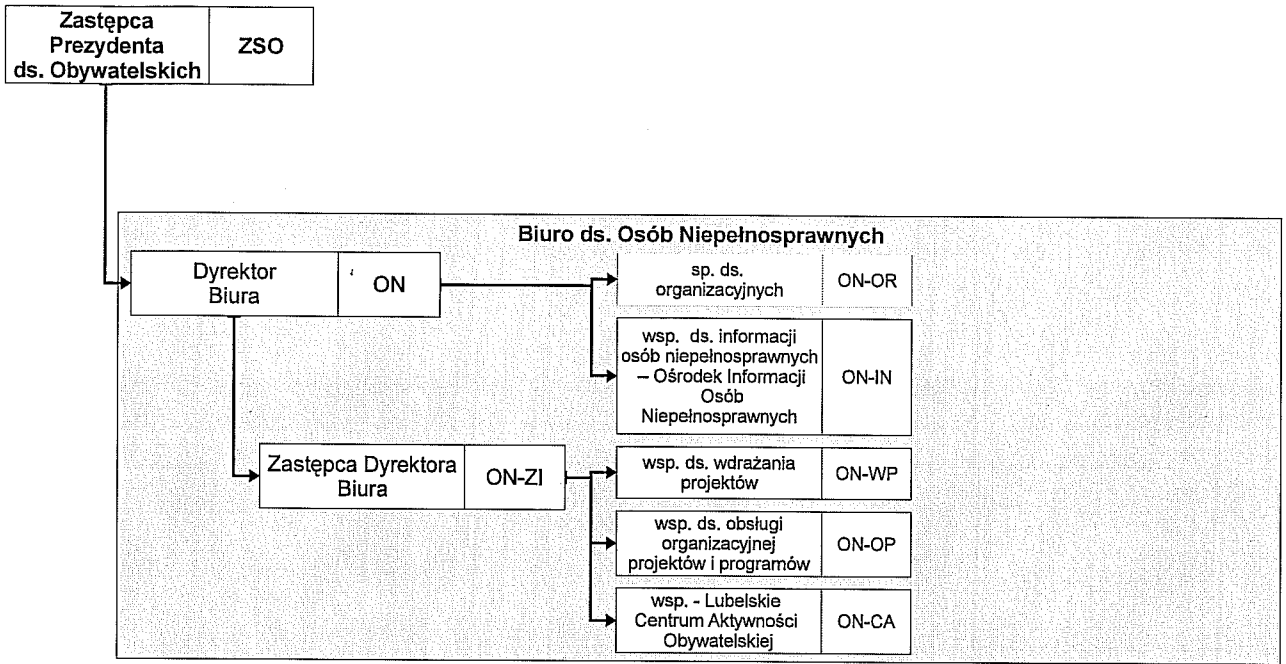 Zastępca
Prezydenta
ds. Obywatelskich
ZSO
Biuro ds. Osób Niepełnosprawnych
Dyrektor
Biura
ON
sp. ds.
organizacyjnych
ON-OR
wsp. ds. informacji
osób niepełnosprawnych
– Ośrodek Informacji
Osób
Niepełnosprawnych
ON-IN
Zastępca Dyrektora
Biura
ON-ZI
wsp. ds. wdrażania
projektów
ON-WP
wsp. ds. obsługi
organizacyjnej
projektów i programów
ON-OP
wsp. - Lubelskie
Centrum Aktywności
Obywatelskiej
ON-CA